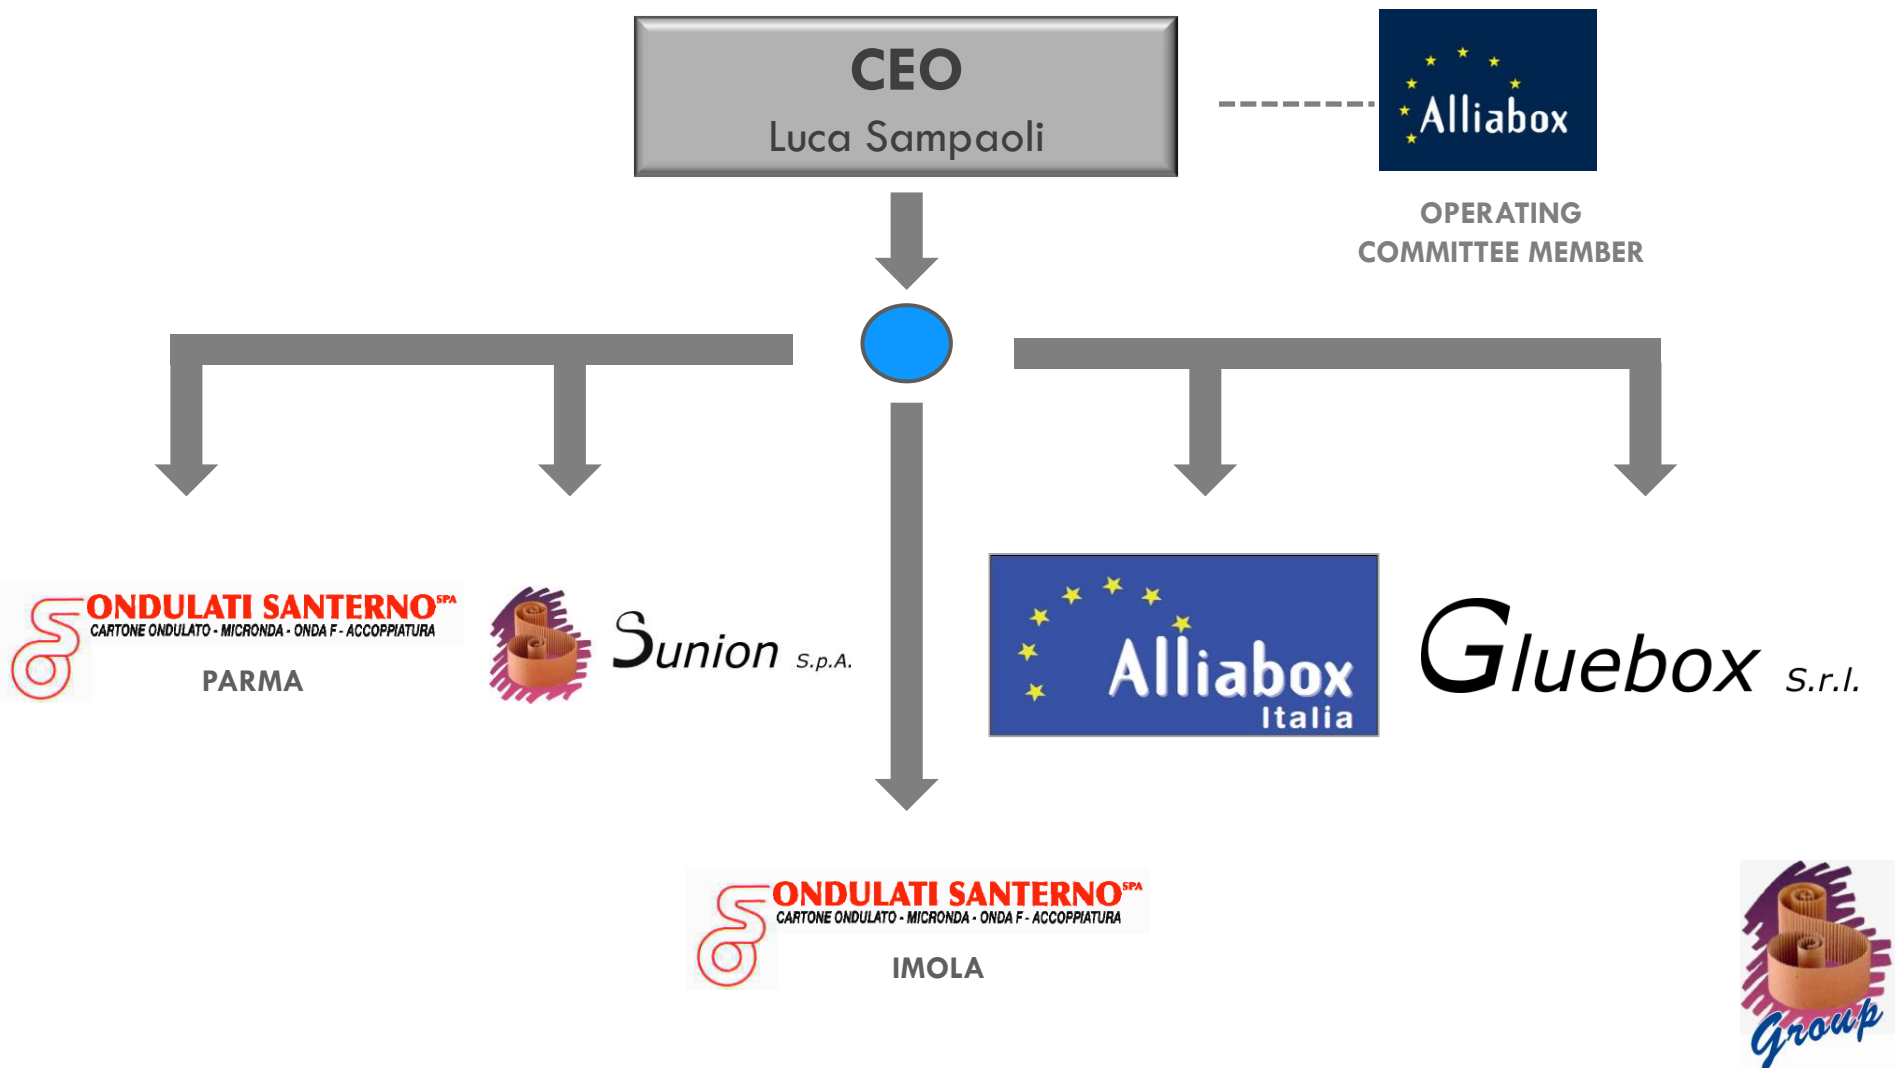 CEO
Luca Sampaoli
Alliabox
OPERATING
COMMITTEE MEMBER
ONDULATI SANTERNO SPA
CARTONE ONDULATO - MICRONDA - ONDA F - ACCOPPIATURA
PARMA
Sunion S.p.A.
Alliabox
Italia
Gluebox S.r.l.
ONDULATI SANTERNO SPA
CARTONE ONDULATO - MICRONDA - ONDA F - ACCOPPIATURA
IMOLA
Group